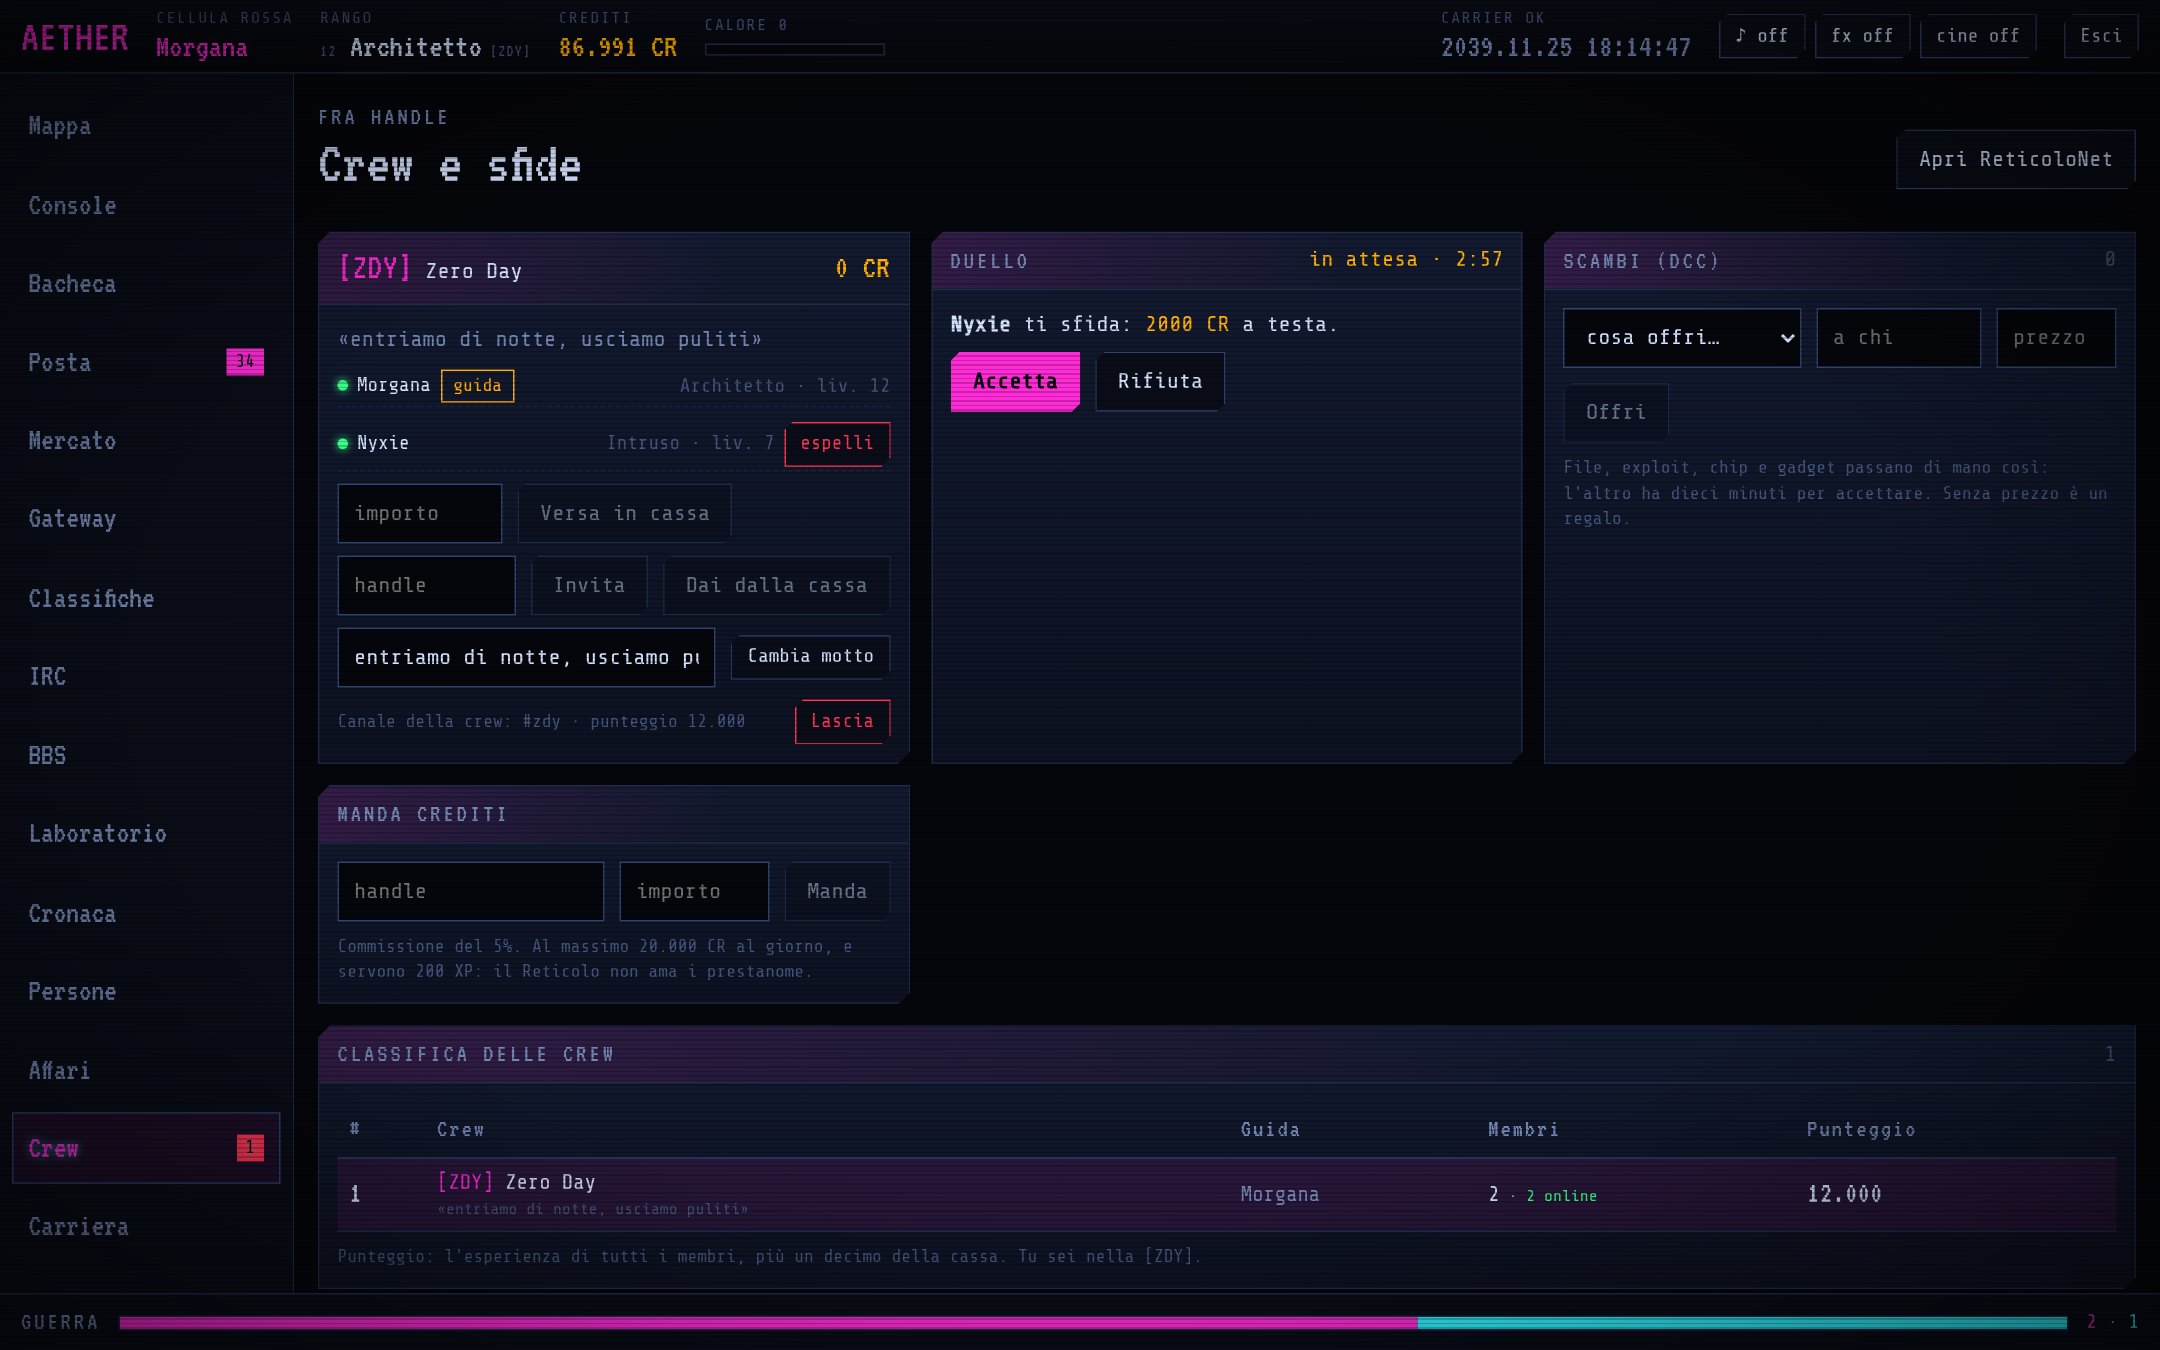 AETHER
CELLULA ROSSA
Morgana
RANGO
12 Architetto [ZDY]
CREDITI
86.991 CR
CALORE 0
CARRIER OK
2039.11.25 18:14:47
♪ off
fx off
cine off
Esci
Mappa
Console
Bacheca
Posta 34
Mercato
Gateway
Classifiche
IRC
BBS
Laboratorio
Cronaca
Persone
Affari
Crew 1
Carriera
FRA HANDLE
Crew e sfide
Apri ReticoloNet
[ZDY] Zero Day 0 CR
«entriamo di notte, usciamo puliti»
Morgana guida Architetto · liv. 12
Nyxie Intruso · liv. 7 espelli
importo Versa in cassa
handle Invita Dai dalla cassa
entriamo di notte, usciamo pu Cambia motto
Canale della crew: #zdy · punteggio 12.000 Lascia
DUELLO in attesa · 2:57
Nyxie ti sfida: 2000 CR a testa.
Accetta Rifiuta
SCAMBI (DCC) 0
cosa offri… a chi prezzo
Offri
File, exploit, chip e gadget passano di mano così:
l'altro ha dieci minuti per accettare. Senza prezzo è un
regalo.
MANDA CREDITI
handle importo Manda
Commissione del 5%. Al massimo 20.000 CR al giorno, e
servono 200 XP: il Reticolo non ama i prestanome.
CLASSIFICA DELLE CREW 1
# Crew Guida Membri Punteggio
1 [ZDY] Zero Day Morgana 2 · 2 online 12.000
«entriamo di notte, usciamo puliti»
Punteggio: l'esperienza di tutti i membri, più un decimo della cassa. Tu sei nella [ZDY].
GUERRA 2 · 1